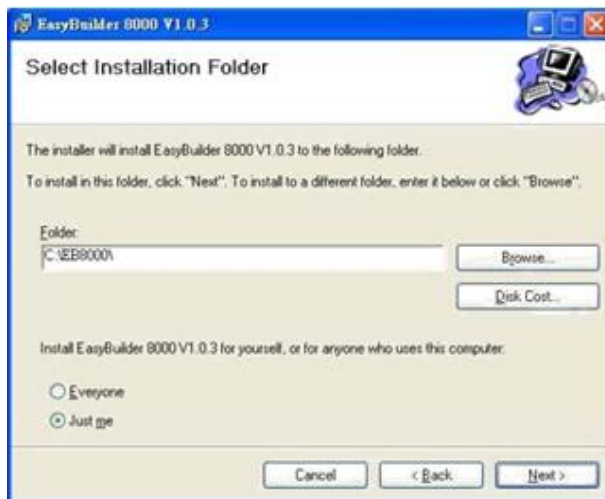 EasyBuilder 8000 V1.0.3
Select Installation Folder
The installer will install EasyBuilder 8000 V1.0.3 to the following folder.
To install in this folder, click "Next". To install to a different folder, enter it below or click "Browse".
Folder:
C:\EB8000\
Browse...
Disk Cost...
Install EasyBuilder 8000 V1.0.3 for yourself, or for anyone who uses this computer:
Everyone
Just me
Cancel
< Back
Next >